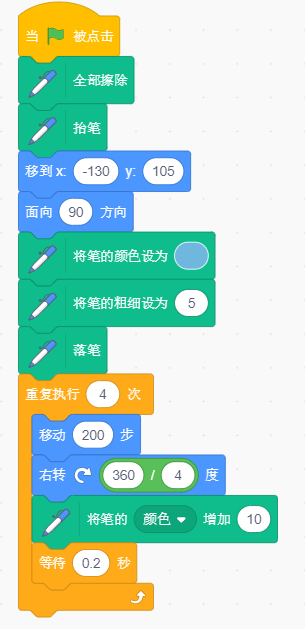 当 被点击
全部擦除
抬笔
移到 x: -130 y: 105
面向 90 方向
将笔的颜色设为
将笔的粗细设为 5
落笔
重复执行 4 次
移动 200 步
右转 360 / 4 度
将笔的 颜色 增加 10
等待 0.2 秒